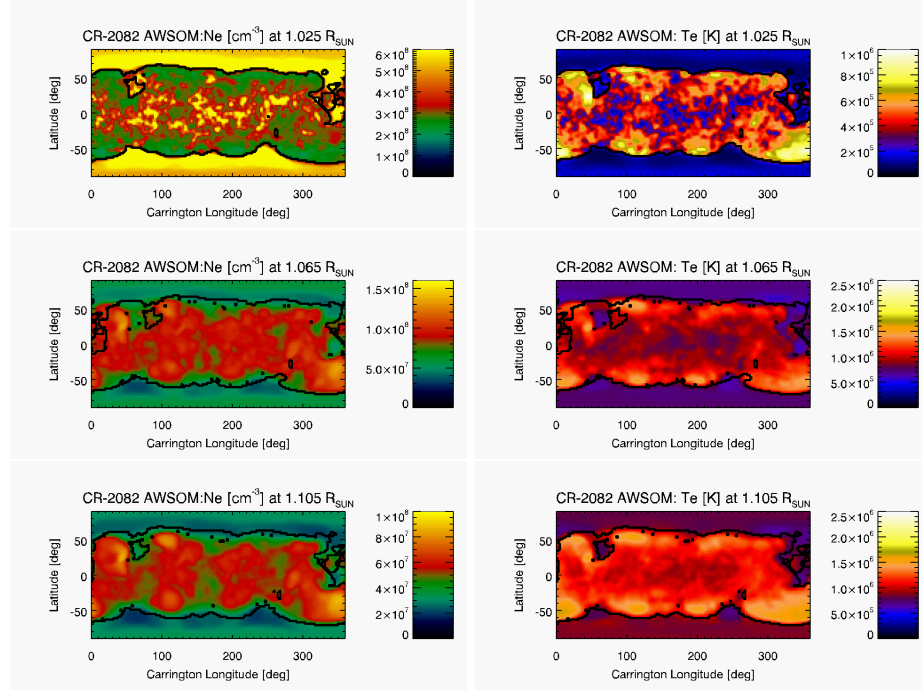 CR-2082 AWSOM:Ne [cm⁻³] at 1.025 R_SUN
Latitude [deg]
50
0
-50
0 100 200 300
Carrington Longitude [deg]
6×10⁸
5×10⁸
4×10⁸
3×10⁸
2×10⁸
1×10⁸
0
CR-2082 AWSOM: Te [K] at 1.025 R_SUN
Latitude [deg]
50
0
-50
0 100 200 300
Carrington Longitude [deg]
1×10⁶
8×10⁵
6×10⁵
4×10⁵
2×10⁵
0
CR-2082 AWSOM:Ne [cm⁻³] at 1.065 R_SUN
Latitude [deg]
50
0
-50
0 100 200 300
Carrington Longitude [deg]
1.5×10⁸
1.0×10⁸
5.0×10⁷
0
CR-2082 AWSOM: Te [K] at 1.065 R_SUN
Latitude [deg]
50
0
-50
0 100 200 300
Carrington Longitude [deg]
2.5×10⁶
2.0×10⁶
1.5×10⁶
1.0×10⁶
5.0×10⁵
0
CR-2082 AWSOM:Ne [cm⁻³] at 1.105 R_SUN
Latitude [deg]
50
0
-50
0 100 200 300
Carrington Longitude [deg]
1×10⁸
8×10⁷
6×10⁷
4×10⁷
2×10⁷
0
CR-2082 AWSOM: Te [K] at 1.105 R_SUN
Latitude [deg]
50
0
-50
0 100 200 300
Carrington Longitude [deg]
2.5×10⁶
2.0×10⁶
1.5×10⁶
1.0×10⁶
5.0×10⁵
0